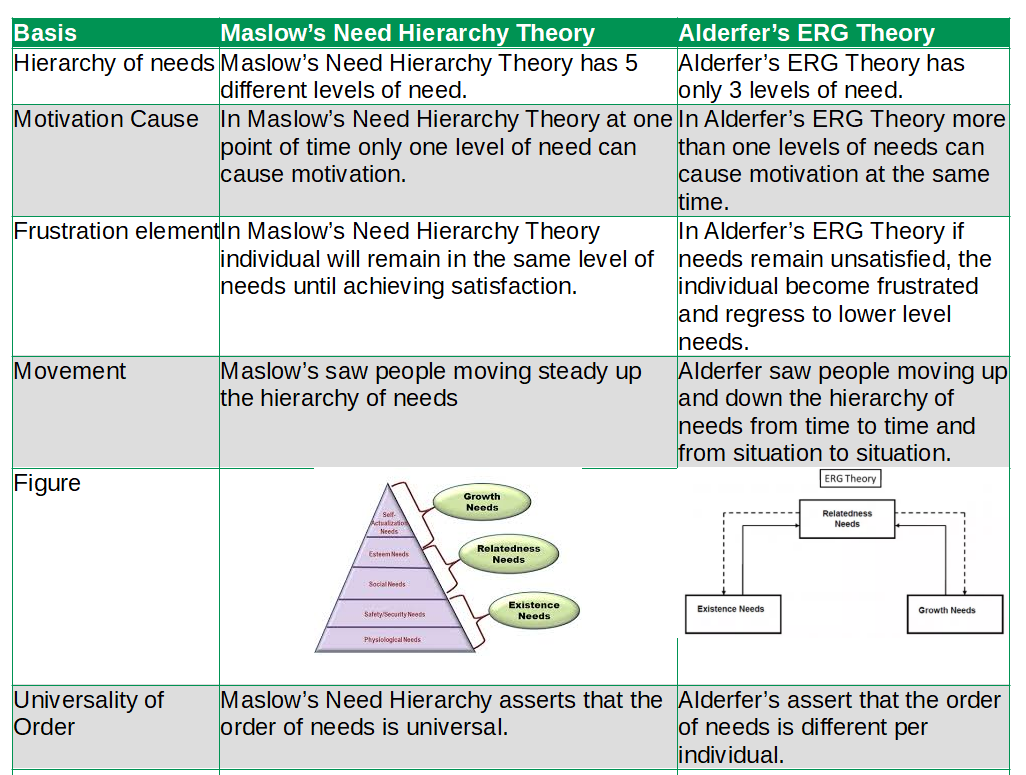 Basis
Maslow's Need Hierarchy Theory
Alderfer's ERG Theory
Hierarchy of needs
Maslow's Need Hierarchy Theory has 5
different levels of need.
Alderfer's ERG Theory has
only 3 levels of need.
Motivation Cause
In Maslow's Need Hierarchy Theory at one
point of time only one level of need can
cause motivation.
In Alderfer's ERG Theory more
than one levels of needs can
cause motivation at the same
time.
Frustration element
In Maslow's Need Hierarchy Theory
individual will remain in the same level of
needs until achieving satisfaction.
In Alderfer's ERG Theory if
needs remain unsatisfied, the
individual become frustrated
and regress to lower level
needs.
Movement
Maslow's saw people moving steady up
the hierarchy of needs
Alderfer saw people moving up
and down the hierarchy of
needs from time to time and
from situation to situation.
Figure
Self-
Actualization
Needs
Esteem Needs
Social Needs
Safety/Security Needs
Physiological Needs
Growth
Needs
Relatedness
Needs
Existence
Needs
ERG Theory
Relatedness
Needs
Existence Needs
Growth Needs
Universality of
Order
Maslow's Need Hierarchy asserts that the
order of needs is universal.
Alderfer's assert that the order
of needs is different per
individual.